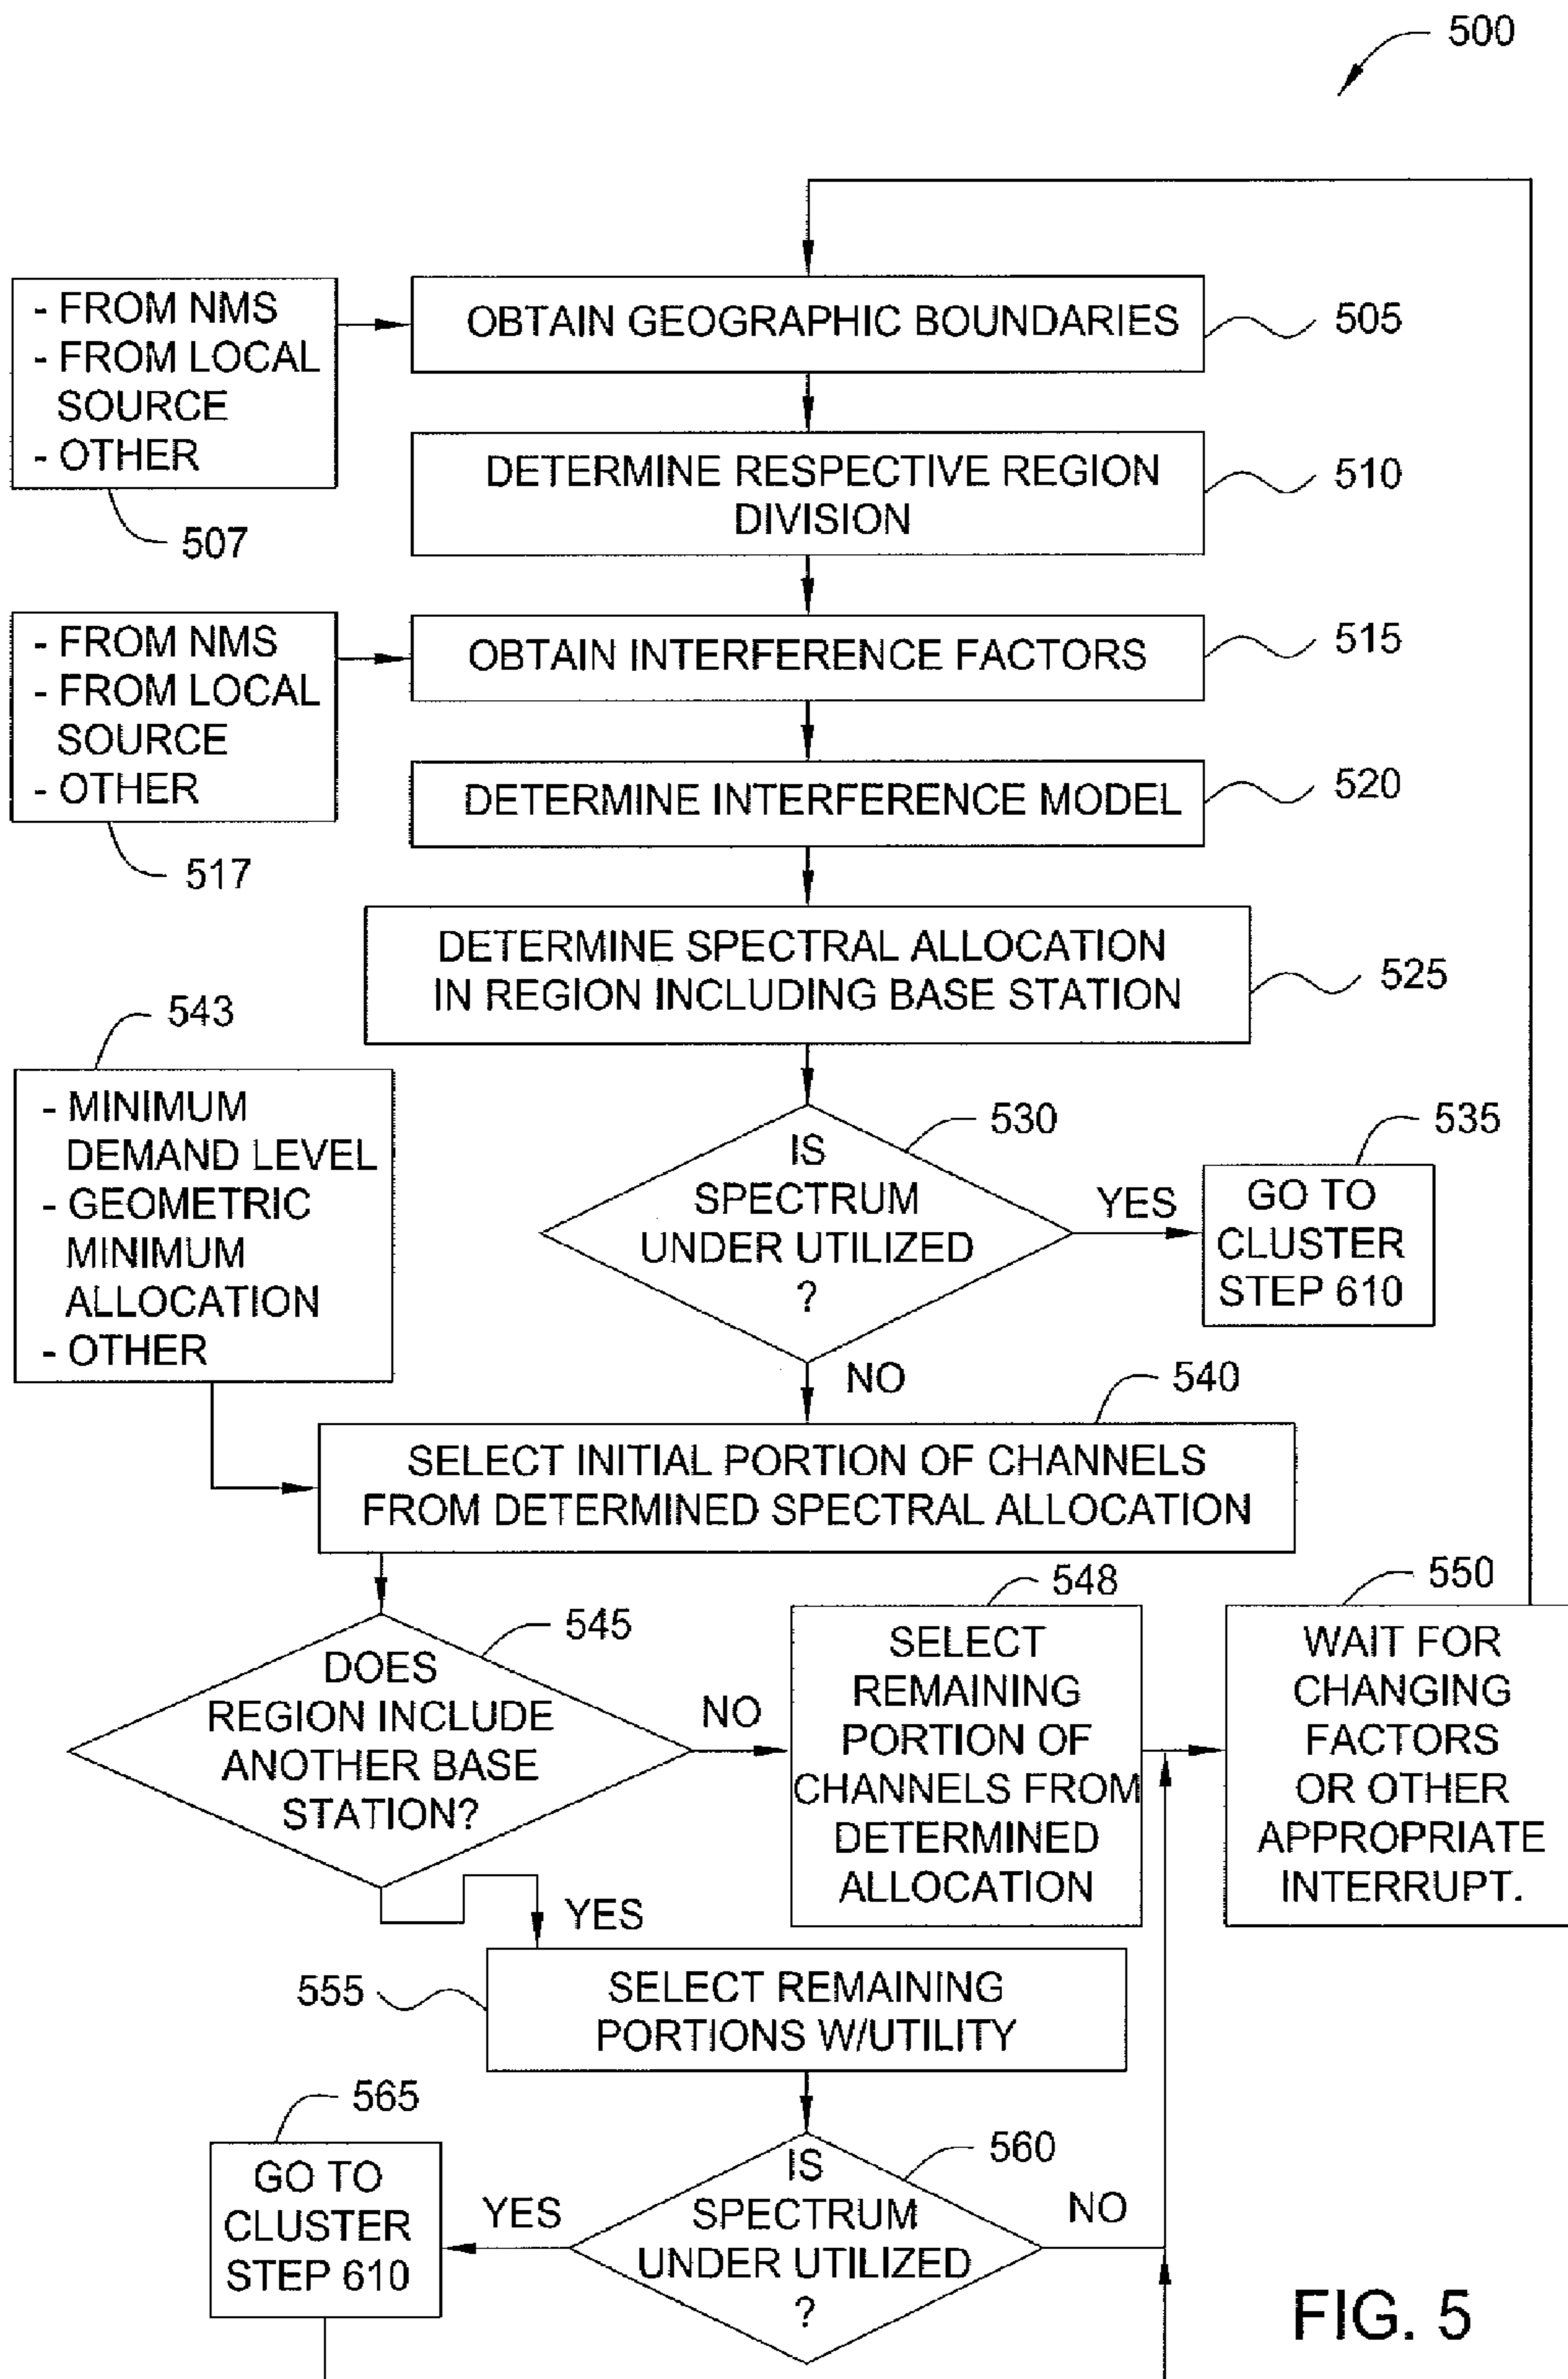 500
- FROM NMS
- FROM LOCAL
SOURCE
- OTHER
507
OBTAIN GEOGRAPHIC BOUNDARIES
505
DETERMINE RESPECTIVE REGION
DIVISION
510
- FROM NMS
- FROM LOCAL
SOURCE
- OTHER
517
OBTAIN INTERFERENCE FACTORS
515
DETERMINE INTERFERENCE MODEL
520
DETERMINE SPECTRAL ALLOCATION
IN REGION INCLUDING BASE STATION
525
543
- MINIMUM
DEMAND LEVEL
- GEOMETRIC
MINIMUM
ALLOCATION
- OTHER
530
IS
SPECTRUM
UNDER UTILIZED
?
YES
535
GO TO
CLUSTER
STEP 610
NO
540
SELECT INITIAL PORTION OF CHANNELS
FROM DETERMINED SPECTRAL ALLOCATION
545
DOES
REGION INCLUDE
ANOTHER BASE
STATION?
NO
548
SELECT
REMAINING
PORTION OF
CHANNELS FROM
DETERMINED
ALLOCATION
550
WAIT FOR
CHANGING
FACTORS
OR OTHER
APPROPRIATE
INTERRUPT.
YES
555
SELECT REMAINING
PORTIONS W/UTILITY
565
GO TO
CLUSTER
STEP 610
YES
560
IS
SPECTRUM
UNDER UTILIZED
?
NO
FIG. 5